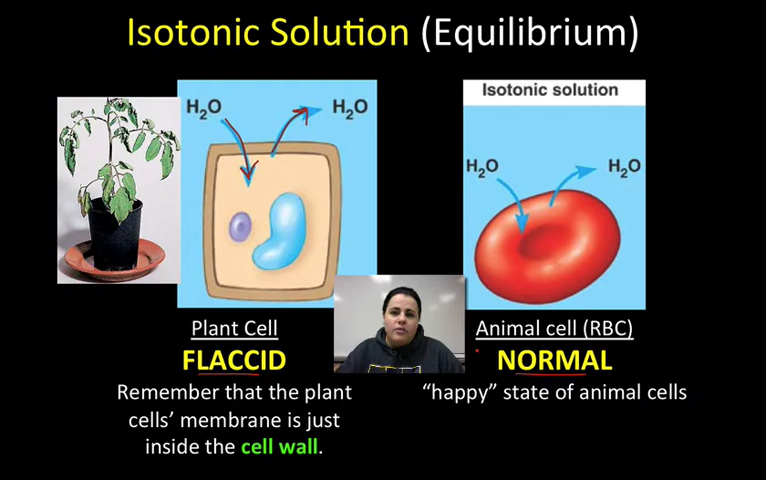 Isotonic Solution (Equilibrium)
H₂O
H₂O
Isotonic solution
H₂O
H₂O
Plant Cell
FLACCID
Remember that the plant
cells’ membrane is just
inside the cell wall.
Animal cell (RBC)
NORMAL
“happy” state of animal cells